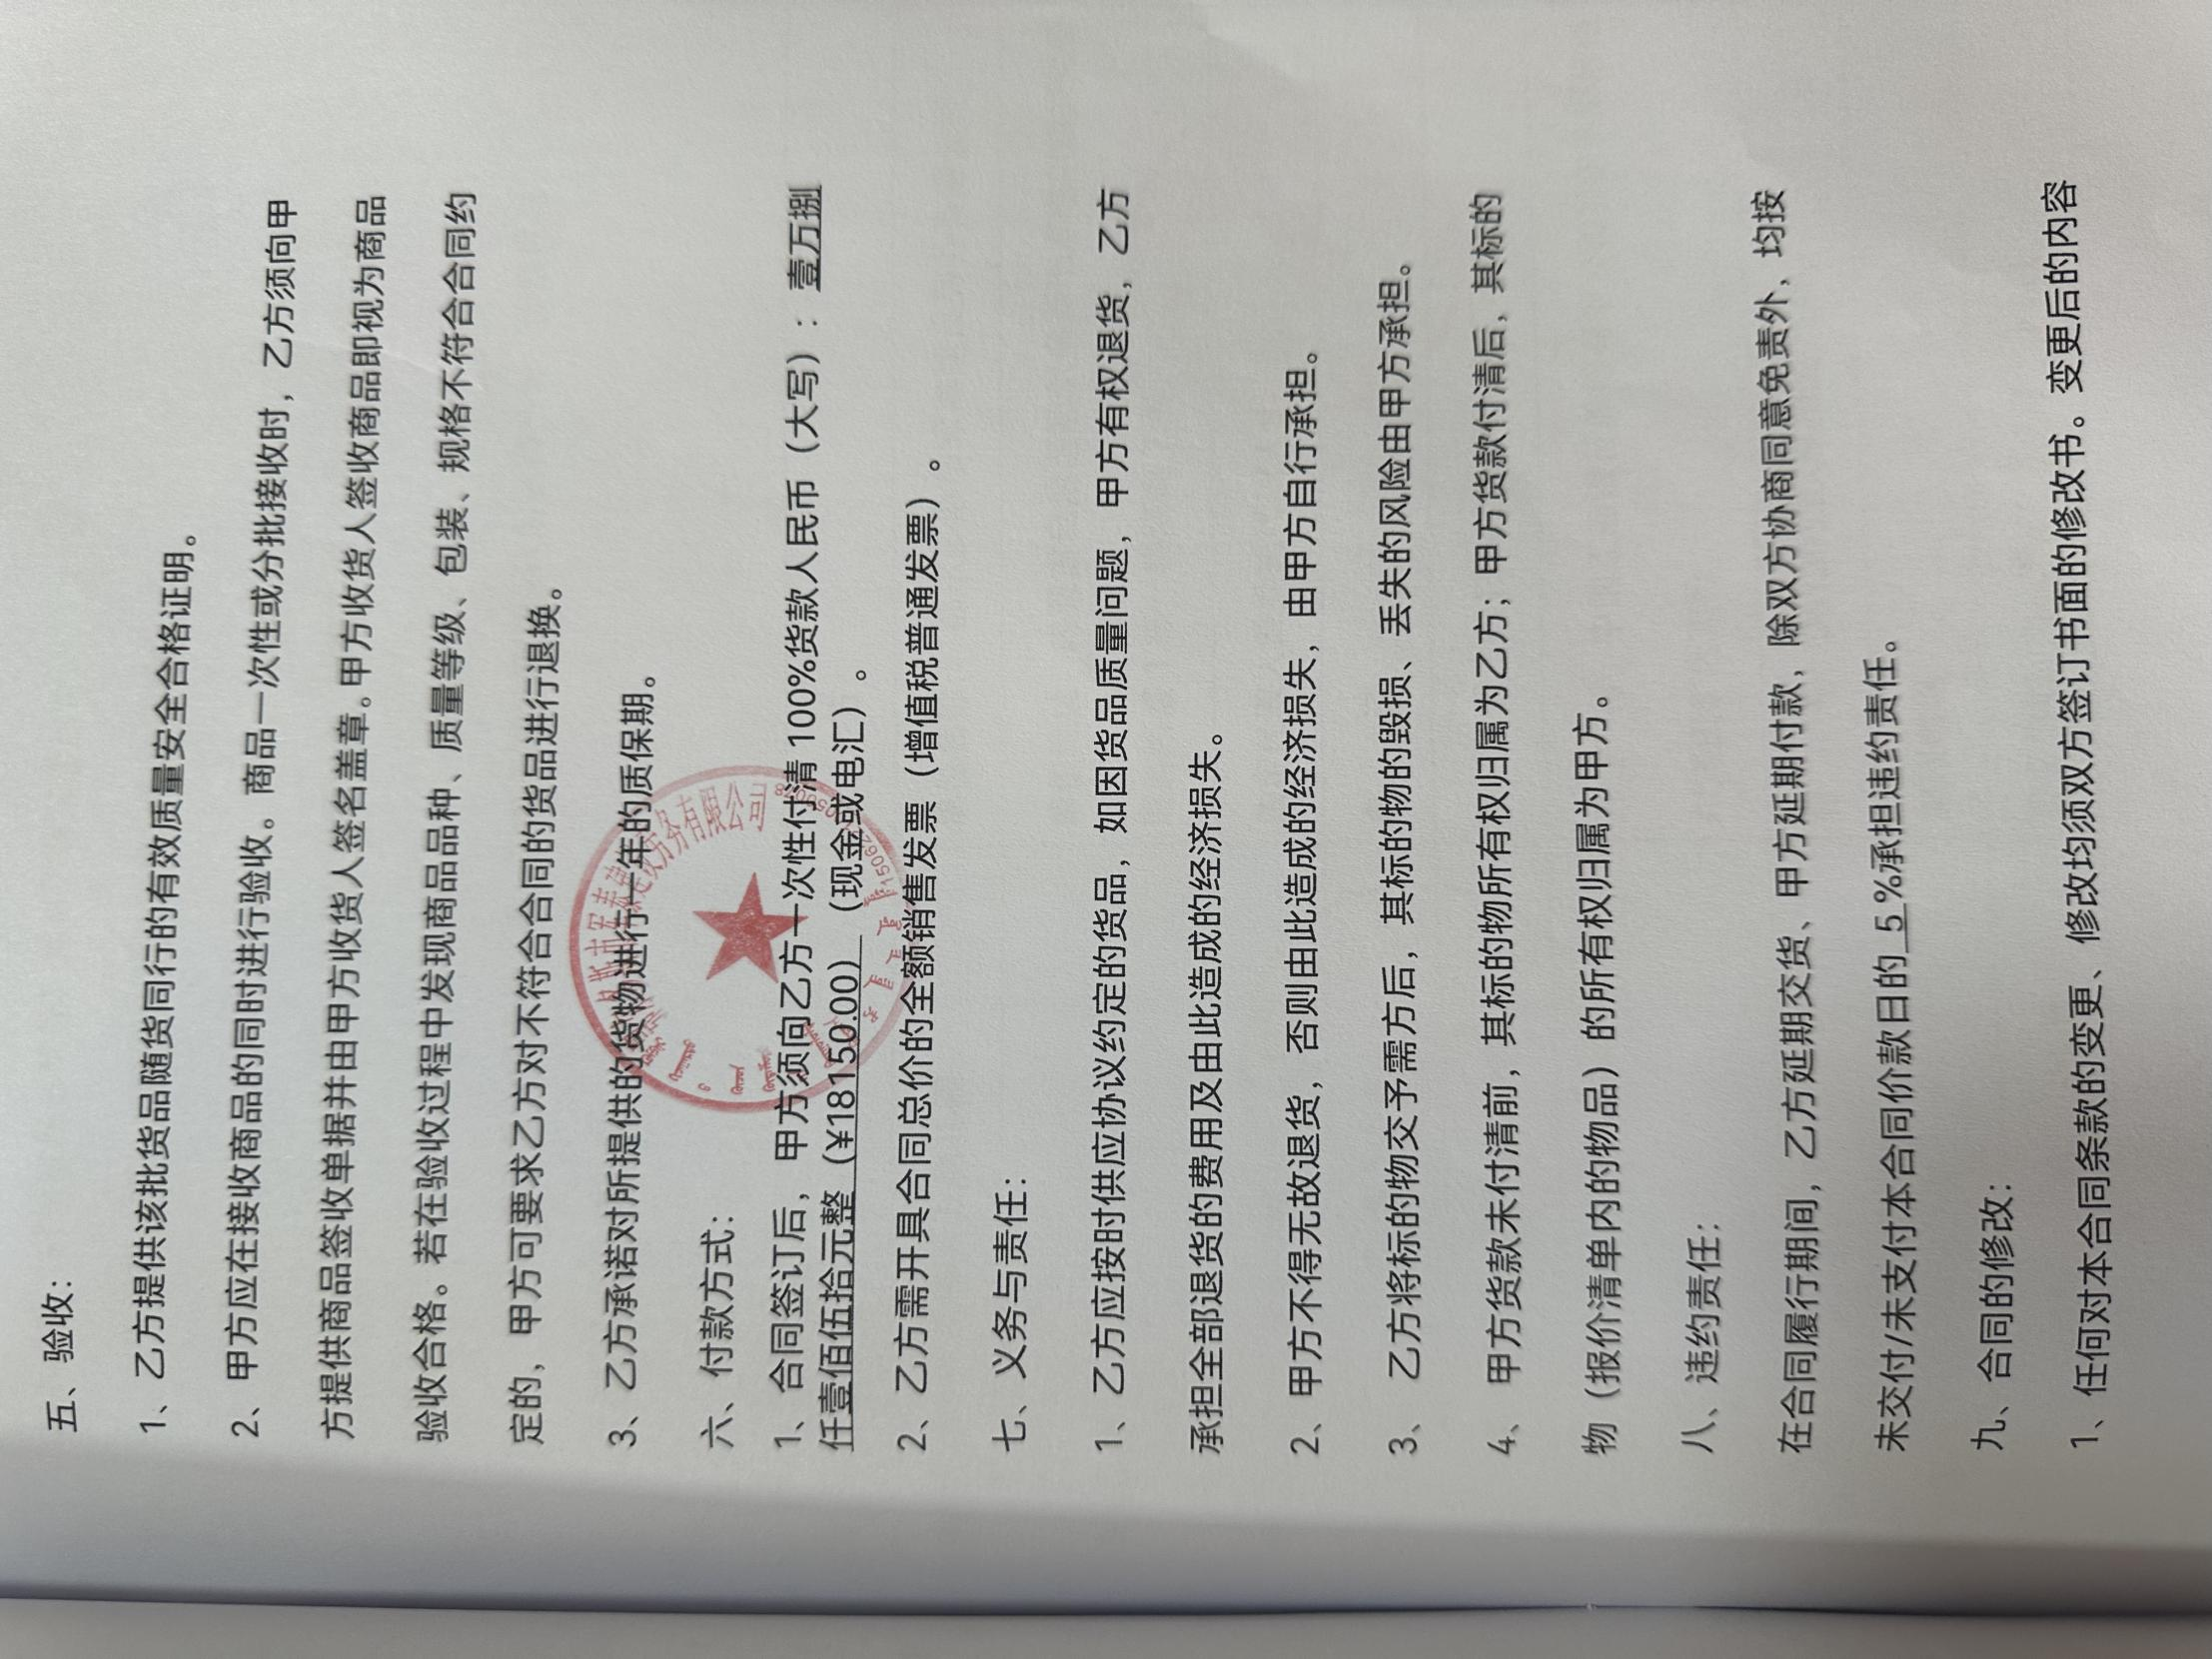 五、验收：
1、乙方提供该批货品随货同行的有效质量安全合格证明。
2、甲方应在接收商品的同时进行验收。商品一次性或分批接收时，乙方须向甲
方提供商品签收单据并由甲方收货人签名盖章。甲方收货人签收商品即视为商品
验收合格。若在验收过程中发现商品品种、质量等级、包装、规格不符合合同约
定的，甲方可要求乙方对不符合合同的货品进行退换。
3、乙方承诺对所提供的货物进行一年的质保期。
六、付款方式：
1、合同签订后，甲方须向乙方一次性付清 100%货款人民币（大写）：壹万捌
仟壹佰伍拾元整（¥18150.00）（现金或电汇）。
2、乙方需开具合同总价的全额销售发票（增值税普通发票）。
七、义务与责任：
1、乙方应按时供应协议约定的货品，如因货品质量问题，甲方有权退货，乙方
承担全部退货的费用及由此造成的经济损失。
2、甲方不得无故退货，否则由此造成的经济损失，由甲方自行承担。
3、 乙方将标的物交予需方后，其标的物的毁损、丢失的风险由甲方承担。
4、 甲方货款未付清前，其标的物所有权归属为乙方；甲方货款付清后，其标的
物（报价清单内的物品）的所有权归属为甲方。
八、违约责任：
在合同履行期间，乙方延期交货、甲方延期付款，除双方协商同意免责外，均按
未交付/未支付本合同价款日的 5 %承担违约责任。
九、合同的修改：
1、任何对本合同条款的变更、修改均须双方签订书面的修改书。变更后的内容
劳务有限公司